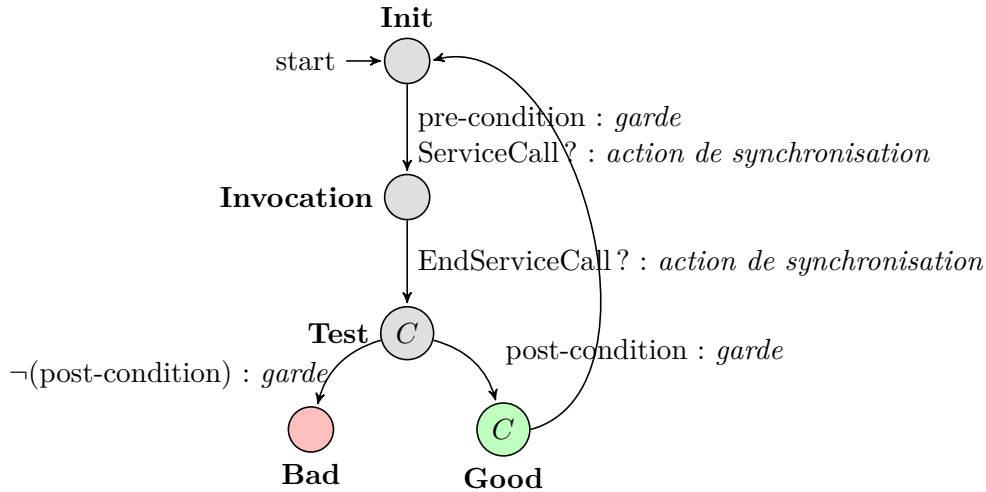 Init
start
pre-condition : garde
ServiceCall? : action de synchronisation
Invocation
EndServiceCall? : action de synchronisation
Test C
post-condition : garde
¬(post-condition) : garde
C
Bad
Good